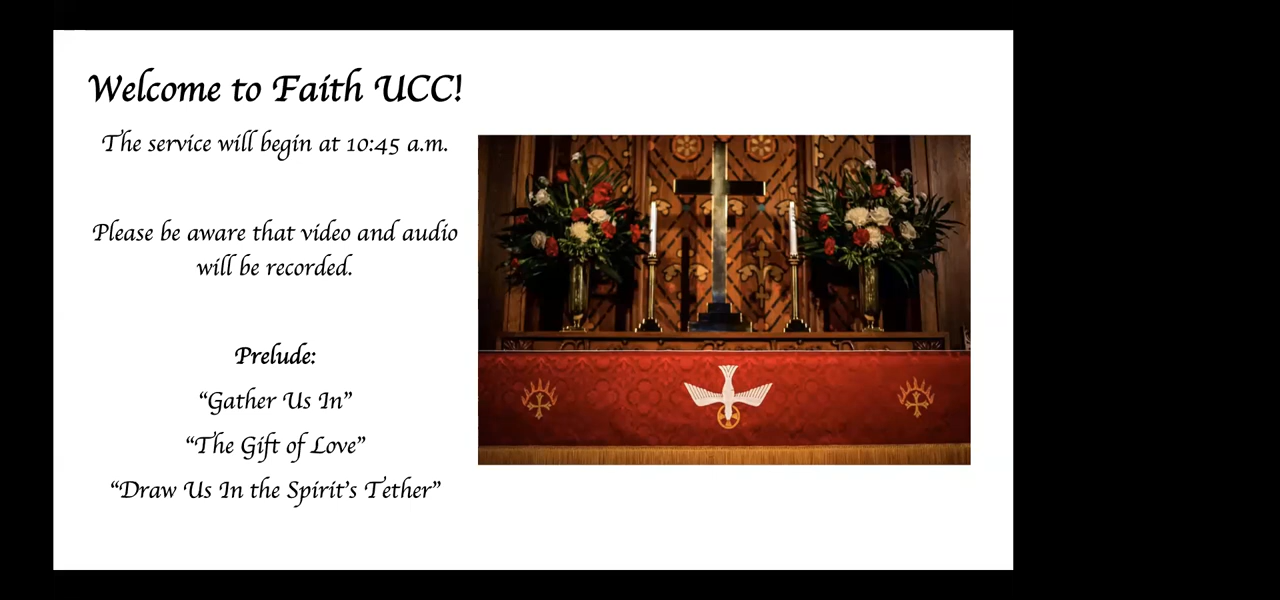 Welcome to Faith UCC!
The service will begin at 10:45 a.m.
Please be aware that video and audio
will be recorded.
Prelude:
“Gather Us In”
“The Gift of Love”
“Draw Us In the Spirit’s Tether”